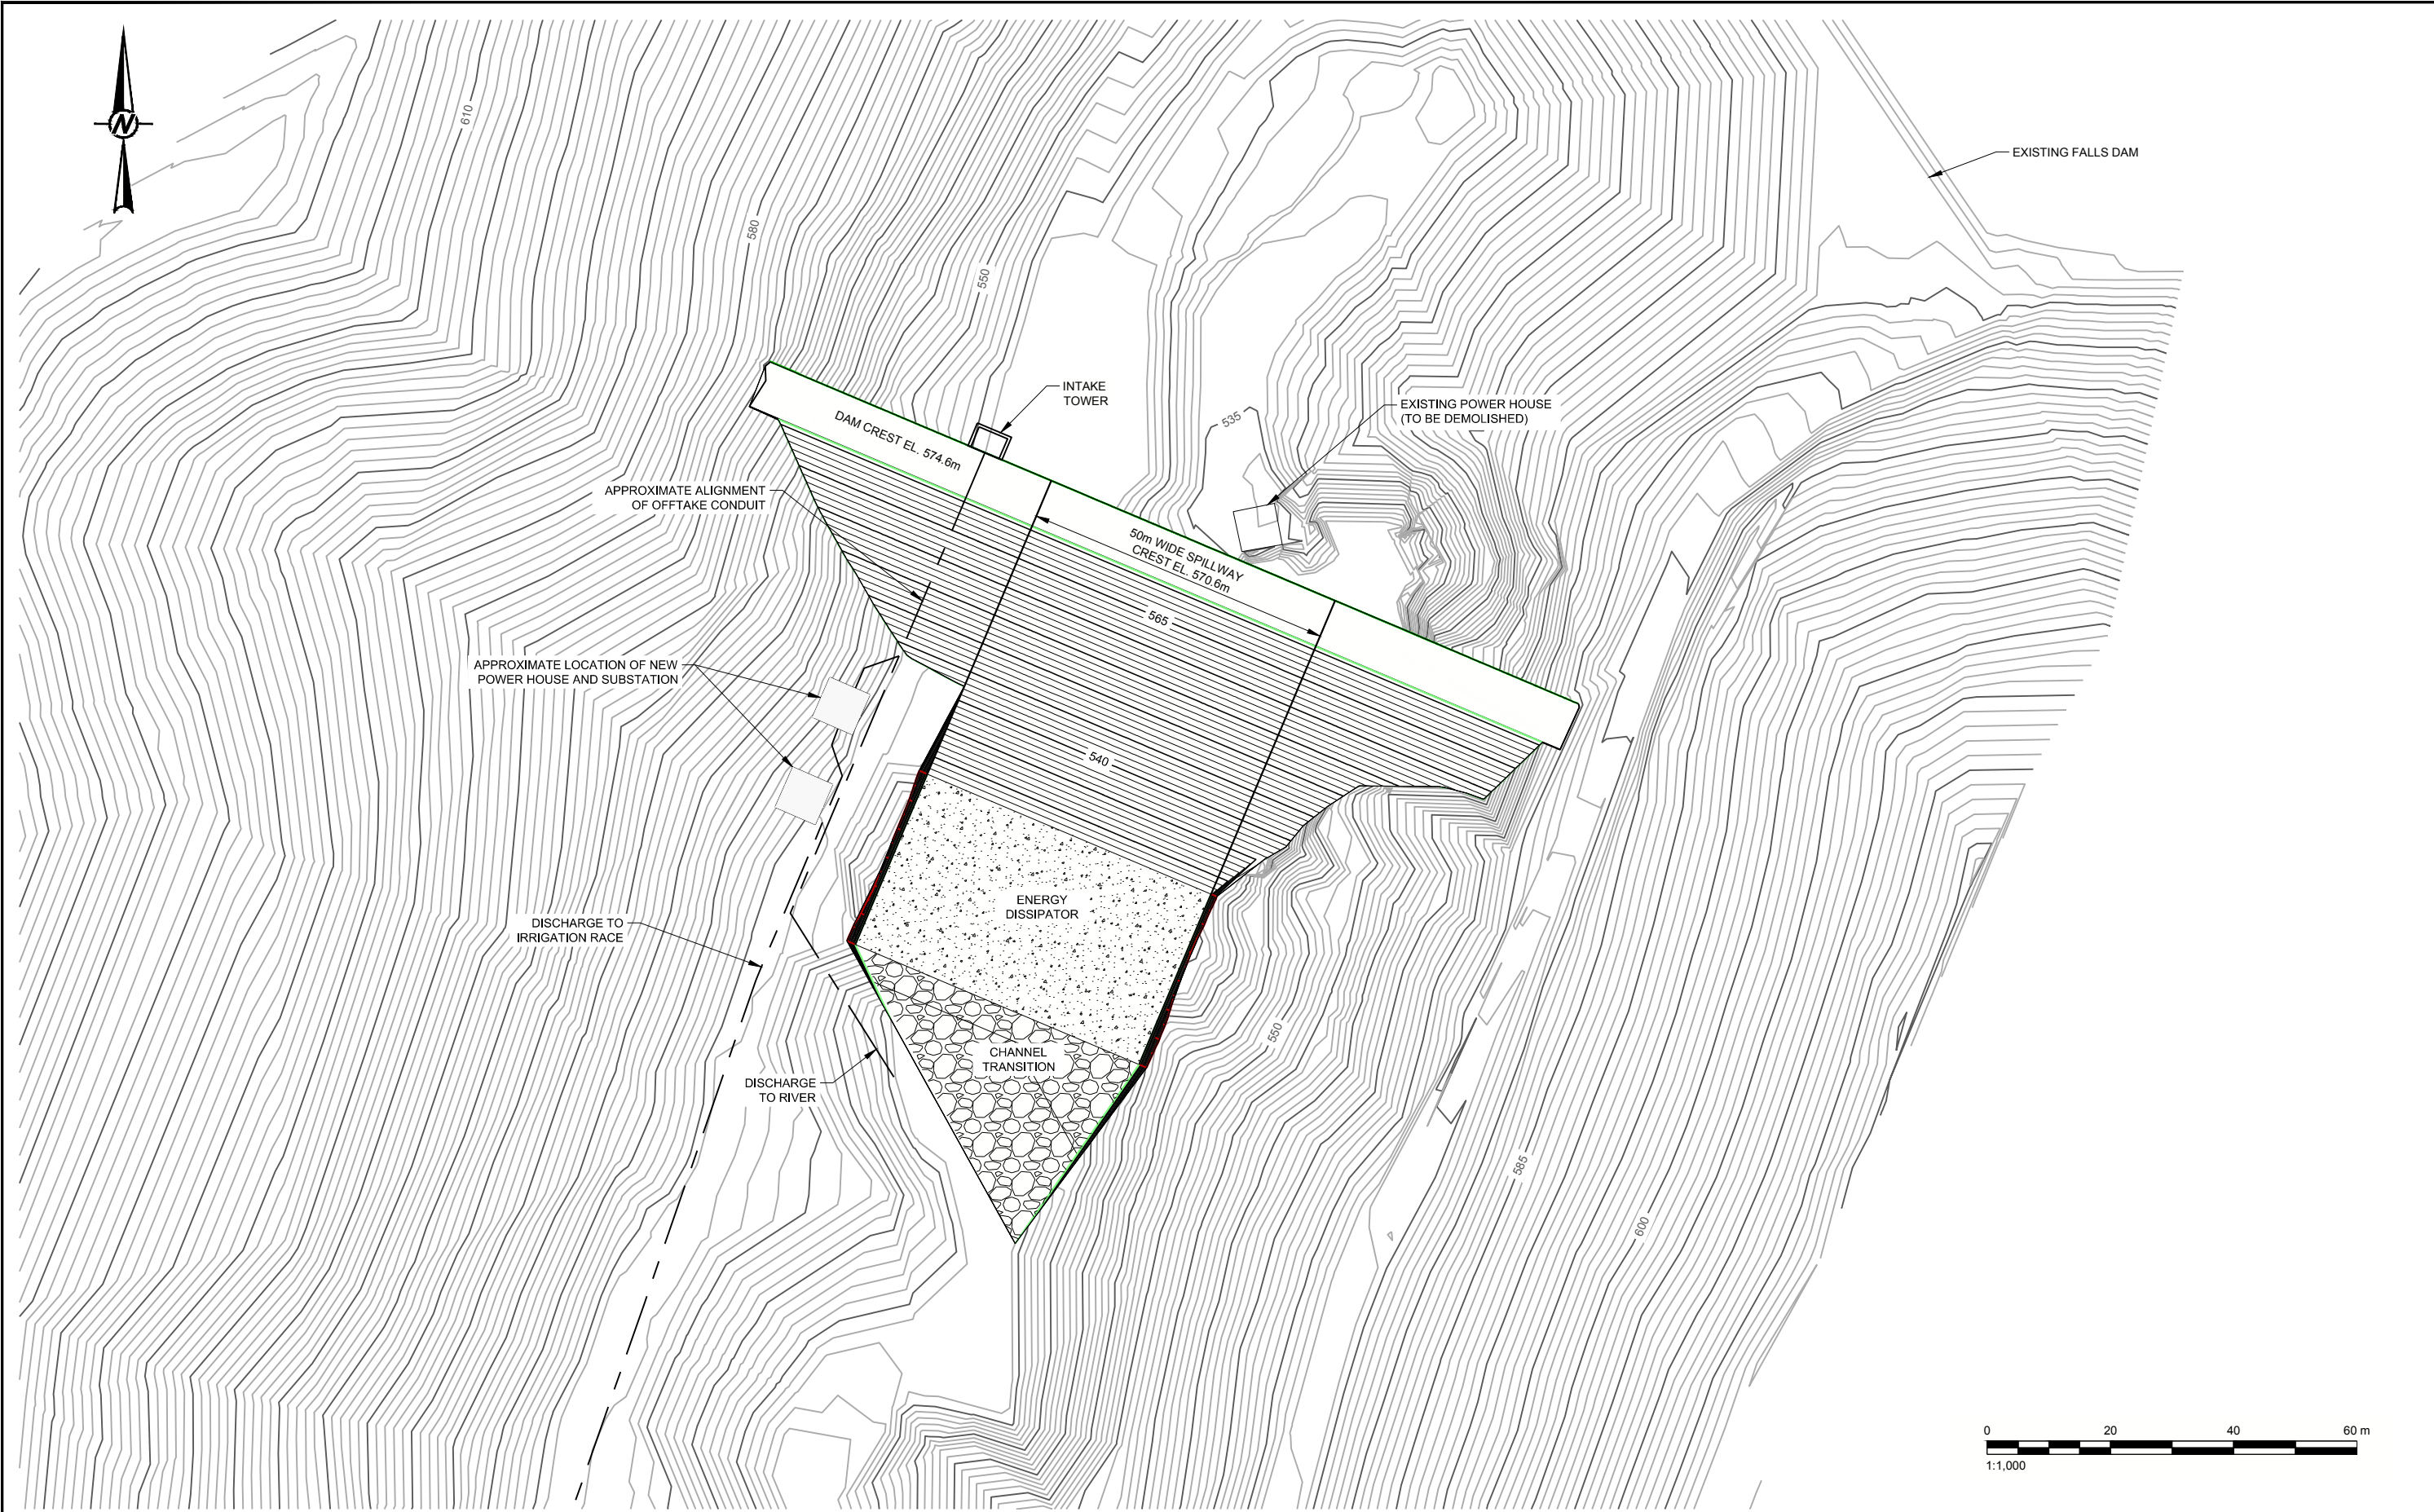 N
610
580
550
EXISTING FALLS DAM
INTAKE
TOWER
DAM CREST EL. 574.6m
535
EXISTING POWER HOUSE
(TO BE DEMOLISHED)
APPROXIMATE ALIGNMENT
OF OFFTAKE CONDUIT
50m WIDE SPILLWAY
CREST EL. 570.6m
565
APPROXIMATE LOCATION OF NEW
POWER HOUSE AND SUBSTATION
540
ENERGY
DISSIPATOR
DISCHARGE TO
IRRIGATION RACE
550
CHANNEL
TRANSITION
DISCHARGE
TO RIVER
585
600
0 20 40 60 m
1:1,000